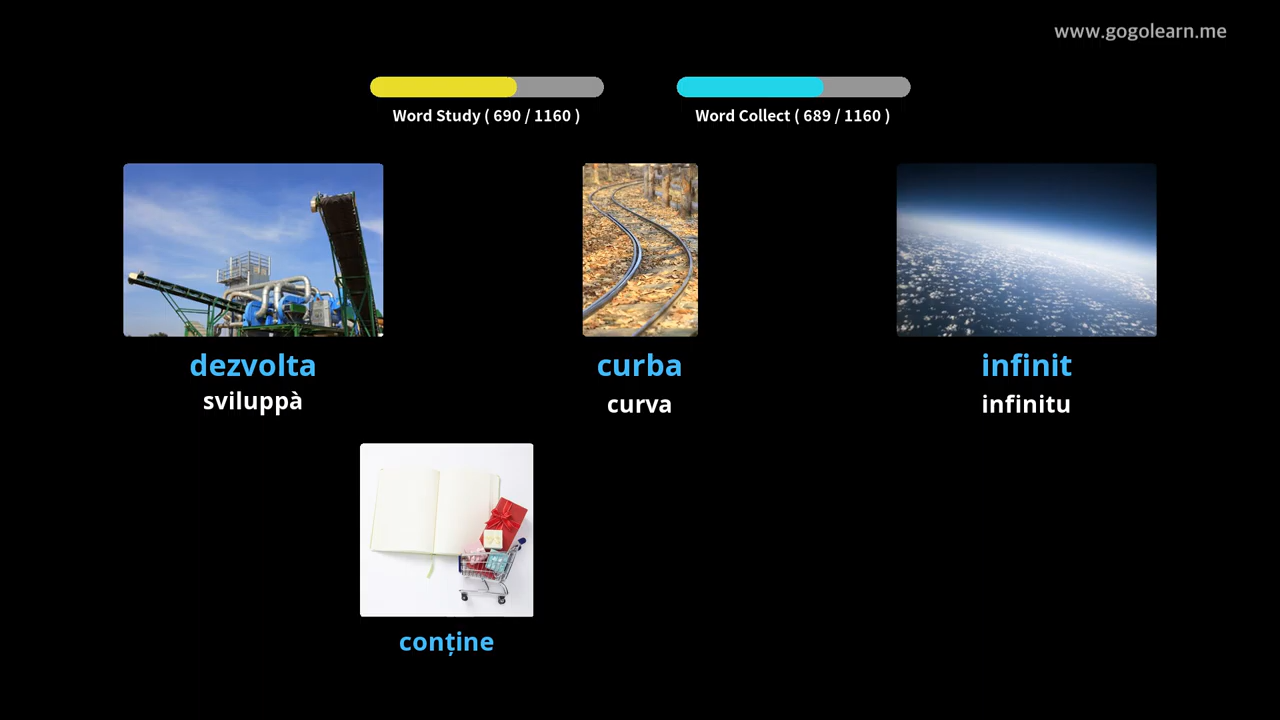 www.gogolearn.me
Word Study ( 690 / 1160 )
Word Collect ( 689 / 1160 )
dezvolta
sviluppà
curba
curva
infinit
infinitu
conține